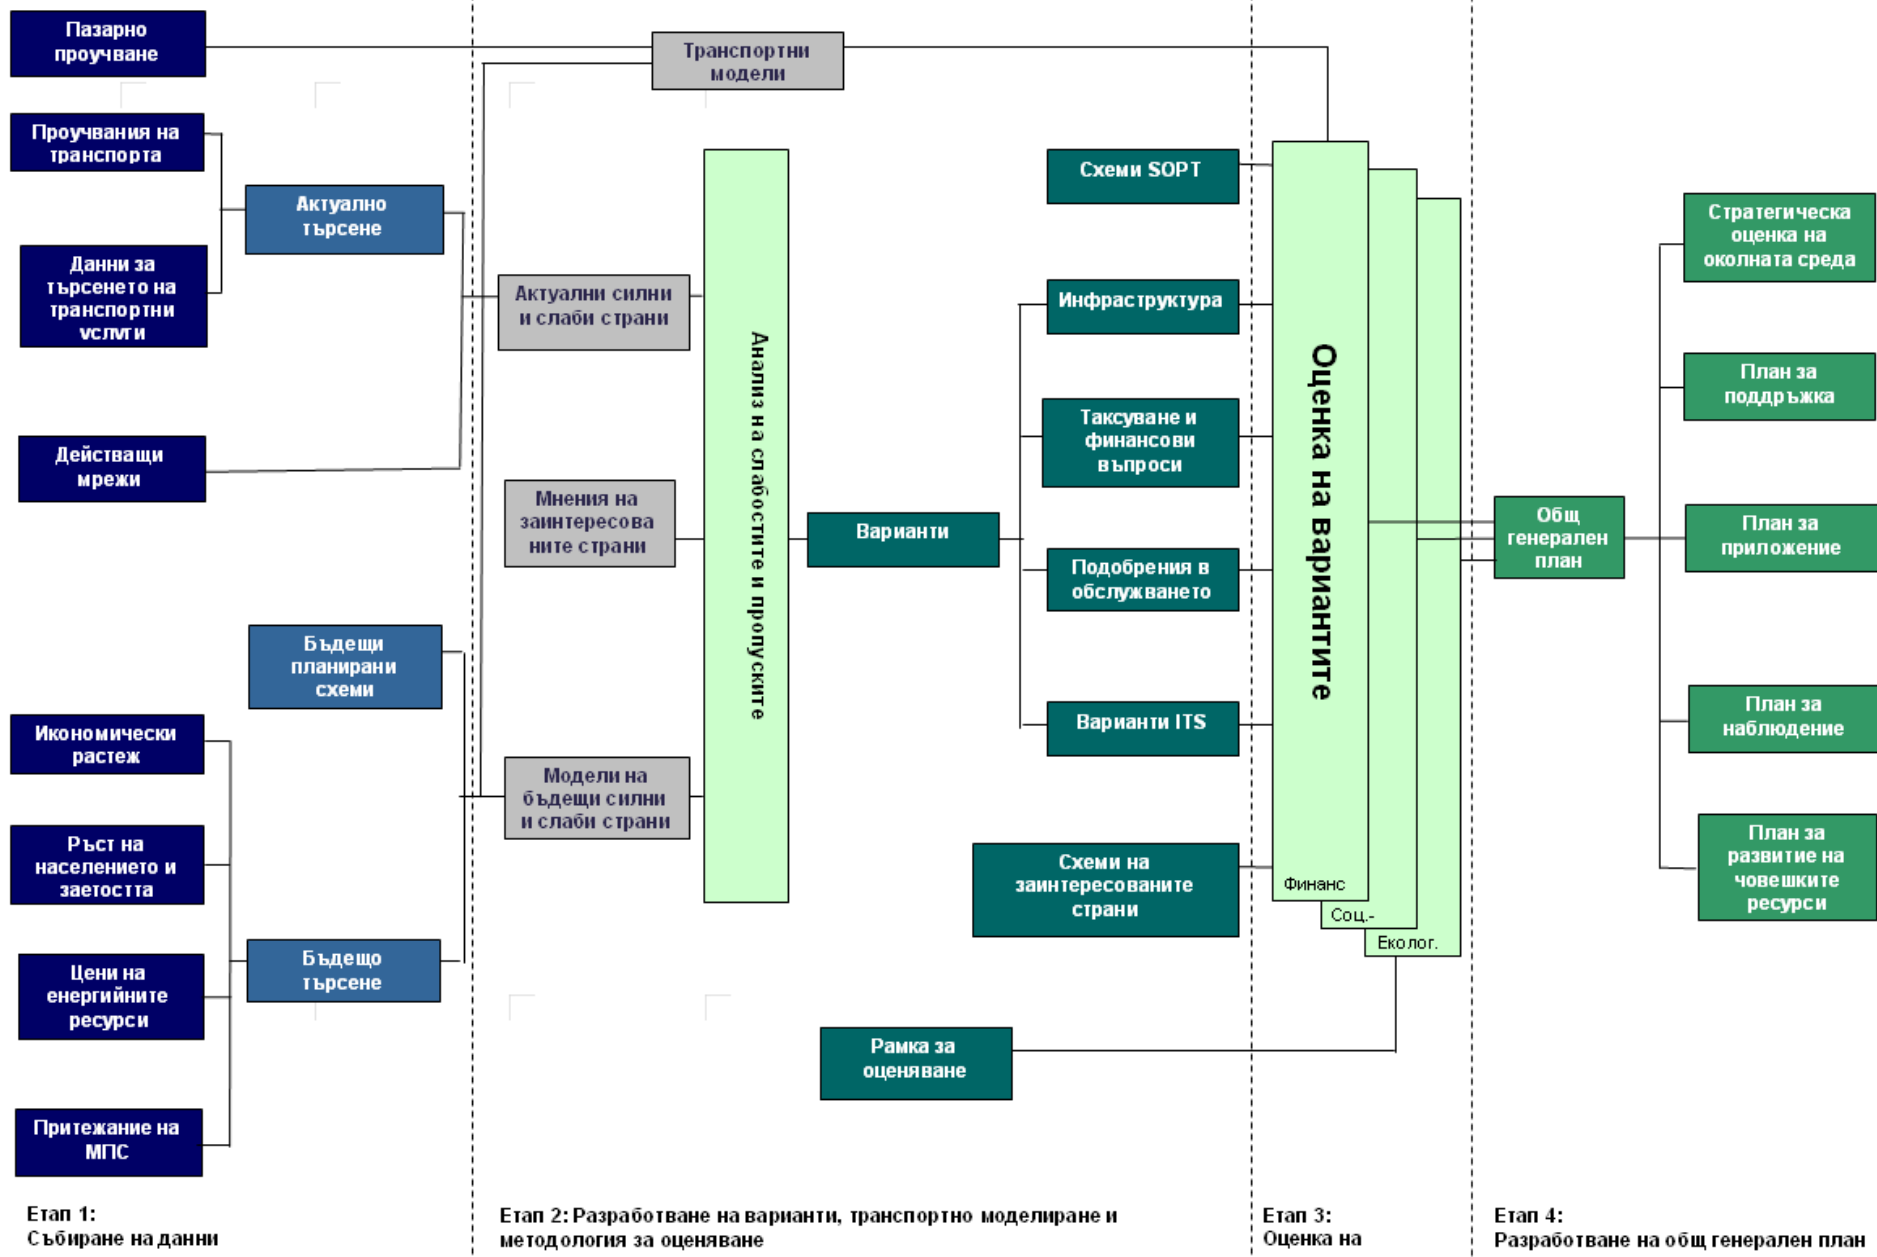 Пазарно
проучване
Проучвания на
транспорта
Данни за
търсенето на
транспортни
услуги
Действащи
мрежи
Икономически
растеж
Ръст на
населението и
заетостта
Цени на
енергийните
ресурси
Притежание на
МПС
Актуално
търсене
Бъдещи
планирани
схеми
Бъдещо
търсене
Транспортни
модели
Актуални силни
и слаби страни
Мнения на
заинтересова
ните страни
Модели на
бъдещи силни
и слаби страни
Анализ на слабостите и пропуските
Варианти
Схеми SOPT
Инфраструктура
Таксуване и
финансови
въпроси
Подобрения в
обслужването
Варианти ITS
Схеми на
заинтересованите
страни
Рамка за
оценяване
Оценка на вариантите
Финанс
Соц.-
Еколог.
Общ
генерален
план
Стратегическа
оценка на
околната среда
План за
поддръжка
План за
приложение
План за
наблюдение
План за
развитие на
човешките
ресурси
Етап 1:
Събиране на данни
Етап 2: Разработване на варианти, транспортно моделиране и
методология за оценяване
Етап 3:
Оценка на
Етап 4:
Разработване на общ генерален план